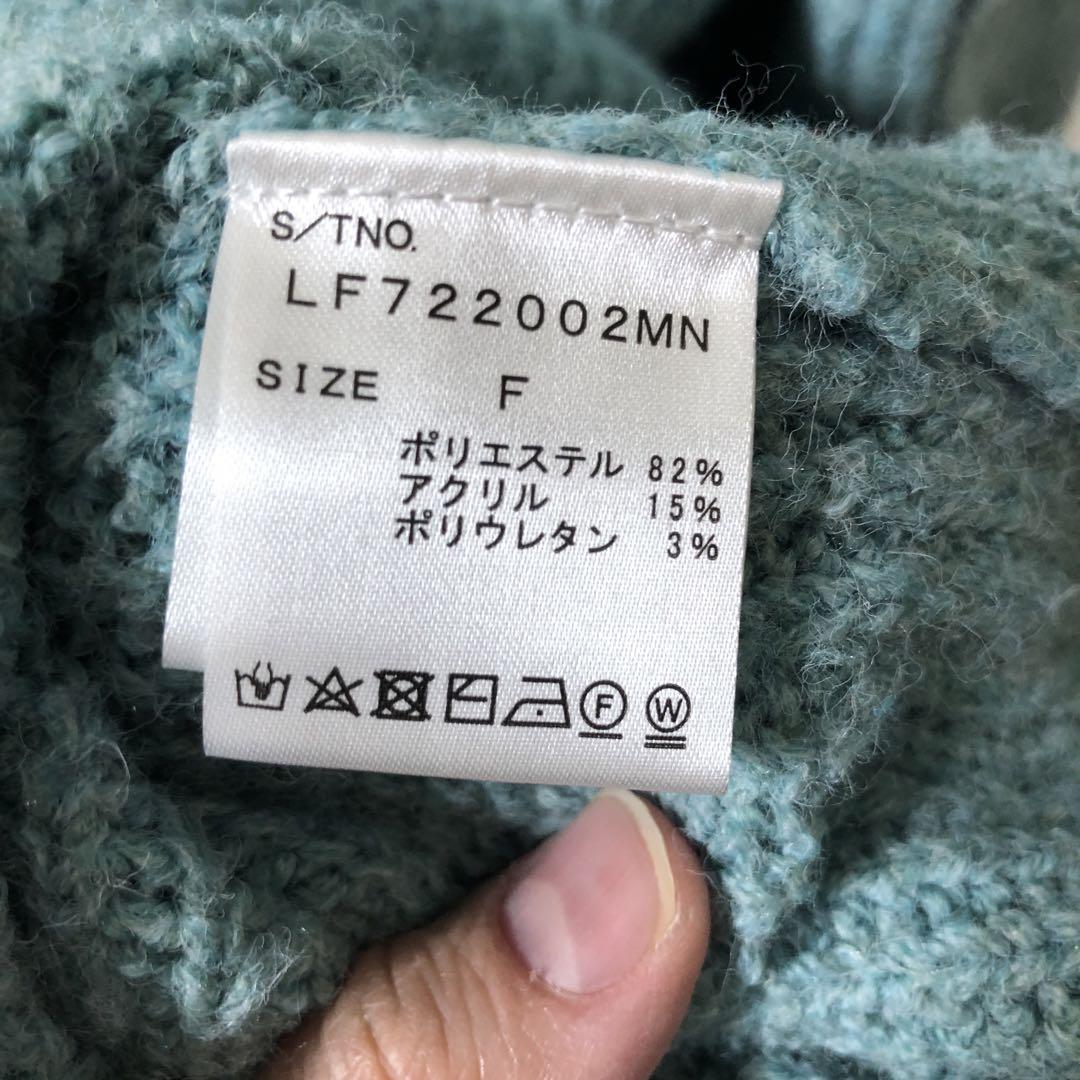 S/TNO.
LF722002MN
SIZE F
ポリエステル 82%
アクリル 15%
ポリウレタン 3%
F W